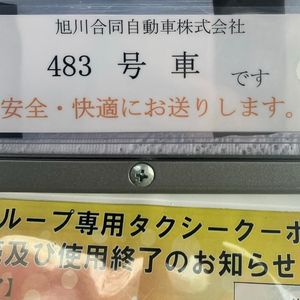 旭川合同自動車株式会社
483 号 車 です
安全・快適にお送りします。
ループ専用タクシークーポ
及び使用終了のお知らせ